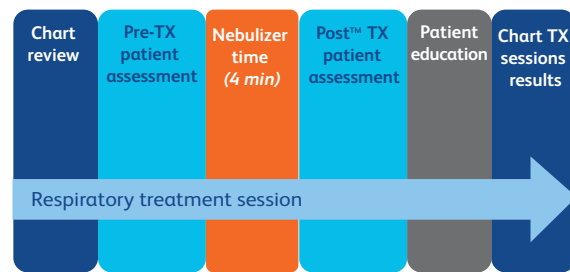 Chart
review
Pre-TX
patient
assessment
Nebulizer
time
(4 min)
Post™ TX
patient
assessment
Patient
education
Chart TX
sessions
results
Respiratory treatment session